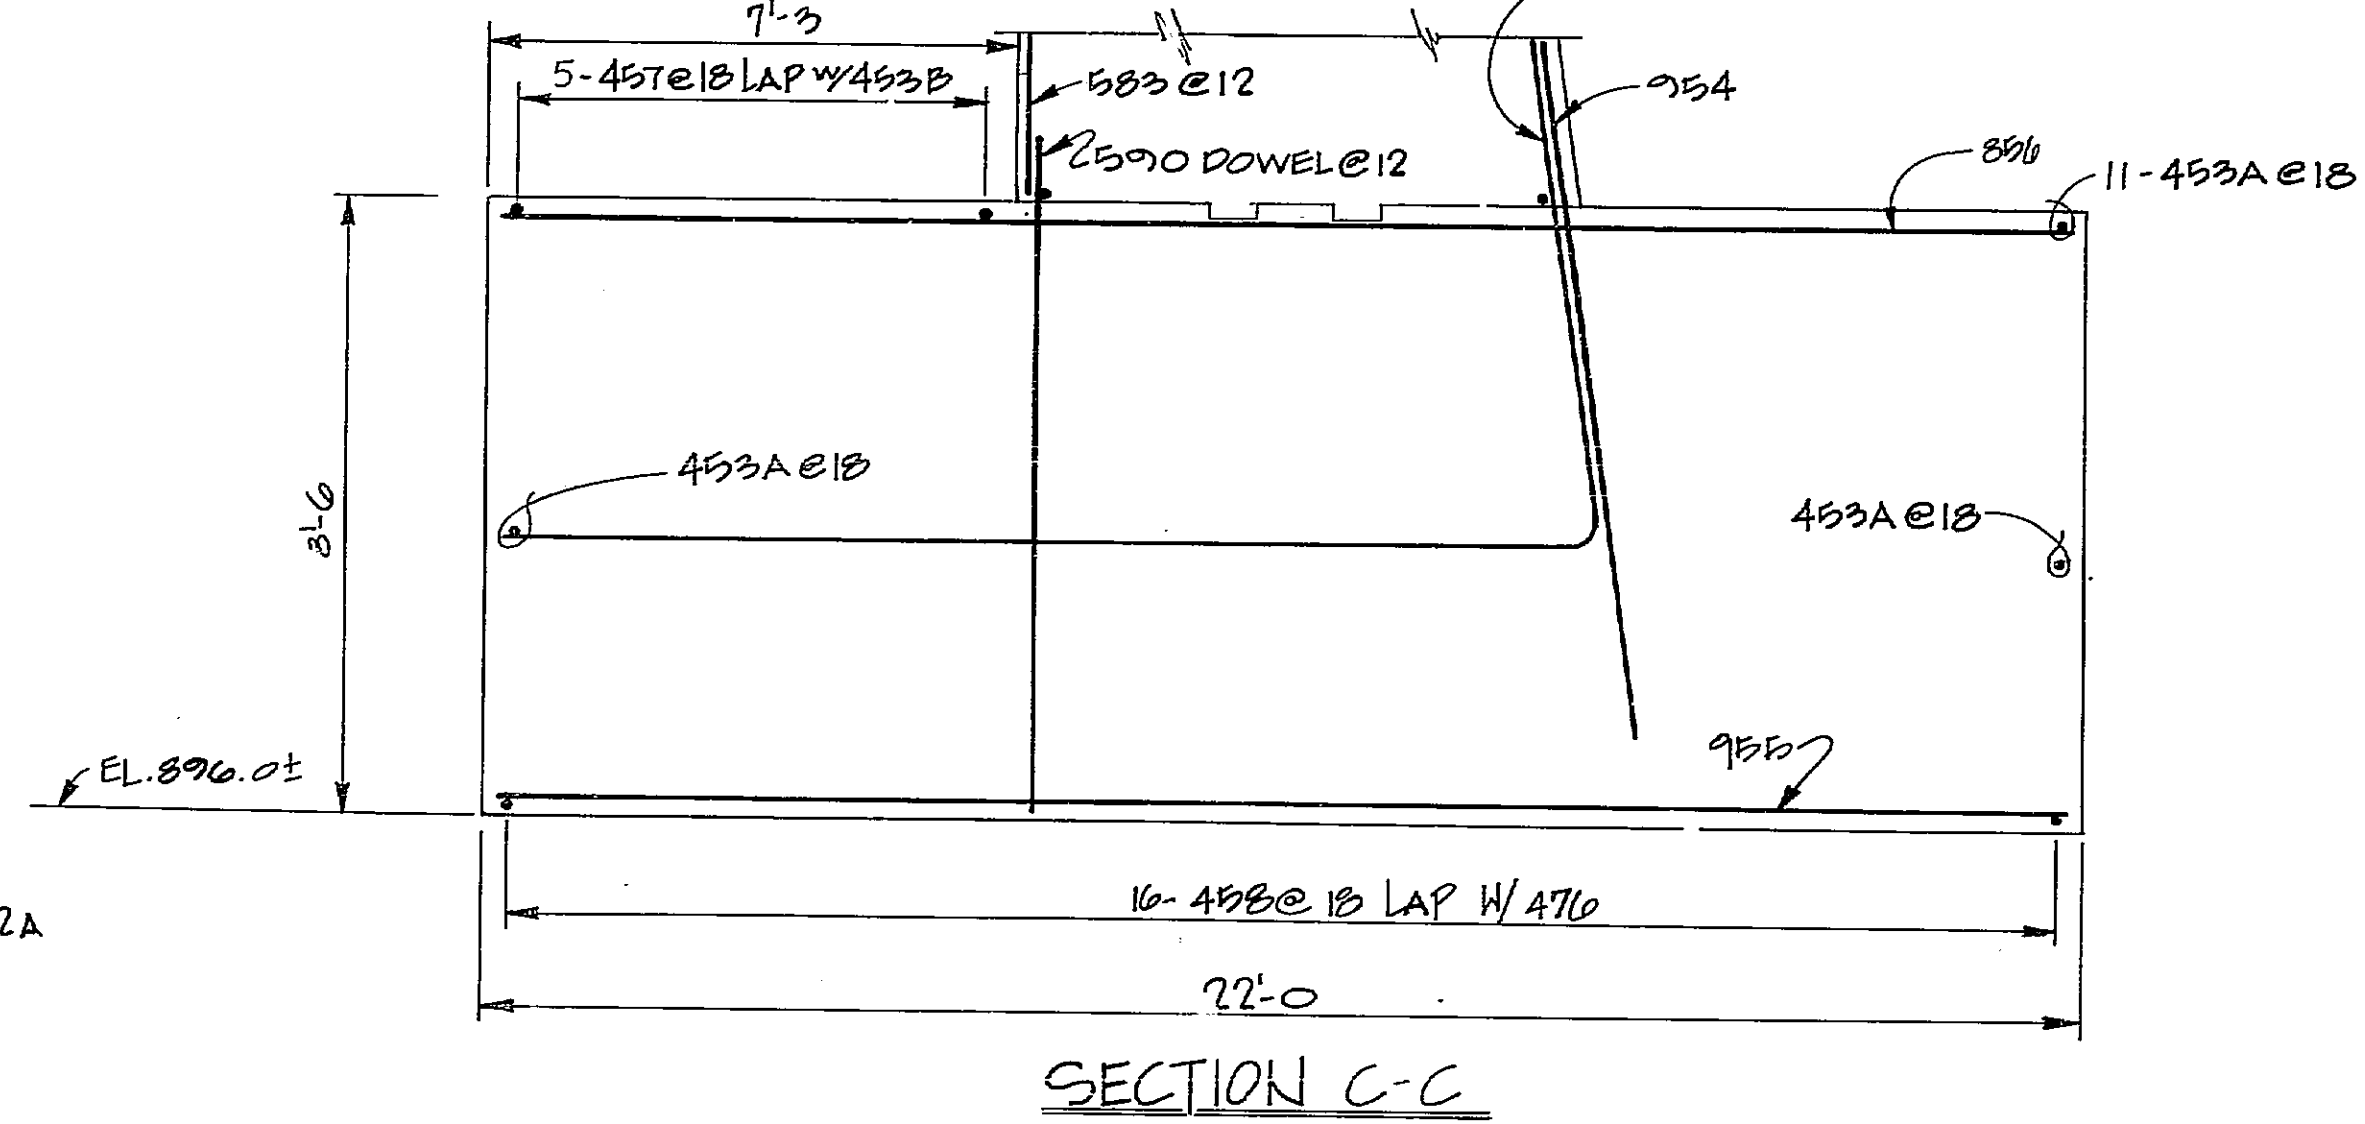 7'-3
5-457@18 LAP W/453B
583@12
954
590 DOWEL@12
856
11-453A@18
453A@18
453A@18
3'-6
955
EL.896.0±
16-458@18 LAP W/476
2A
22'-0
SECTION C-C